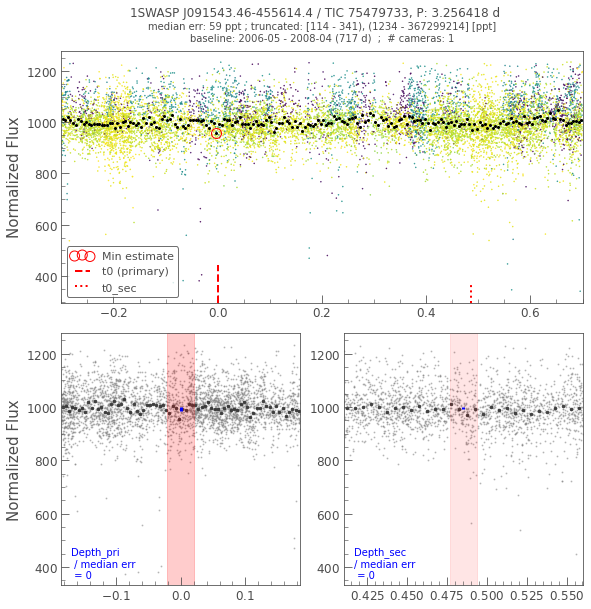 1SWASP J091543.46-455614.4 / TIC 75479733, P: 3.256418 d
median err: 59 ppt ; truncated: [114 - 341), (1234 - 367299214] [ppt]
baseline: 2006-05 - 2008-04 (717 d)  ;  # cameras: 1
Normalized Flux
1200
1000
800
600
400
Min estimate
t0 (primary)
t0_sec
−0.2
0.0
0.2
0.4
0.6
Normalized Flux
1200
1000
800
600
400
Depth_pri
/ median err
= 0
−0.1
0.0
0.1
1200
1000
800
600
400
Depth_sec
/ median err
= 0
0.425
0.450
0.475
0.500
0.525
0.550